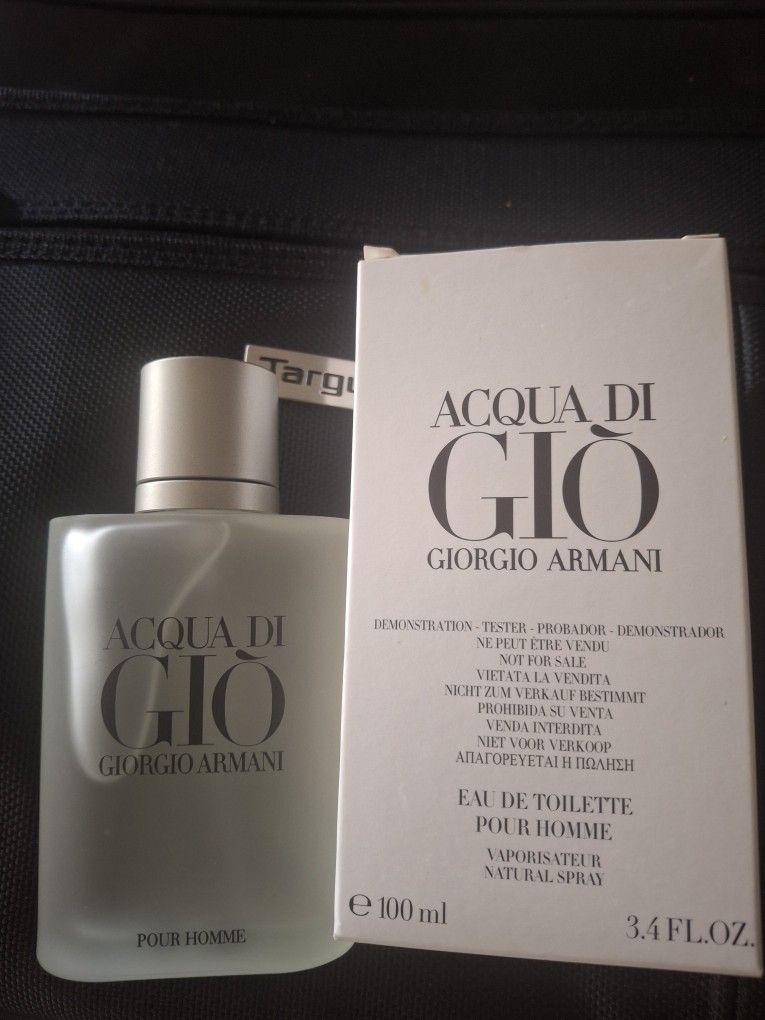 Targu
ACQUA DI
GIÒ
GIORGIO ARMANI
POUR HOMME
ACQUA DI
GIÒ
GIORGIO ARMANI
DEMONSTRATION - TESTER - PROBADOR - DEMONSTRADOR
NE PEUT ÊTRE VENDU
NOT FOR SALE
VIETATA LA VENDITA
NICHT ZUM VERKAUF BESTIMMT
PROHIBIDA SU VENTA
VENDA INTERDITA
NIET VOOR VERKOOP
ΑΠΑΓΟΡΕΥΕΤΑΙ Η ΠΩΛΗΣΗ
EAU DE TOILETTE
POUR HOMME
VAPORISATEUR
NATURAL SPRAY
℮ 100 ml
3.4 FL.OZ.